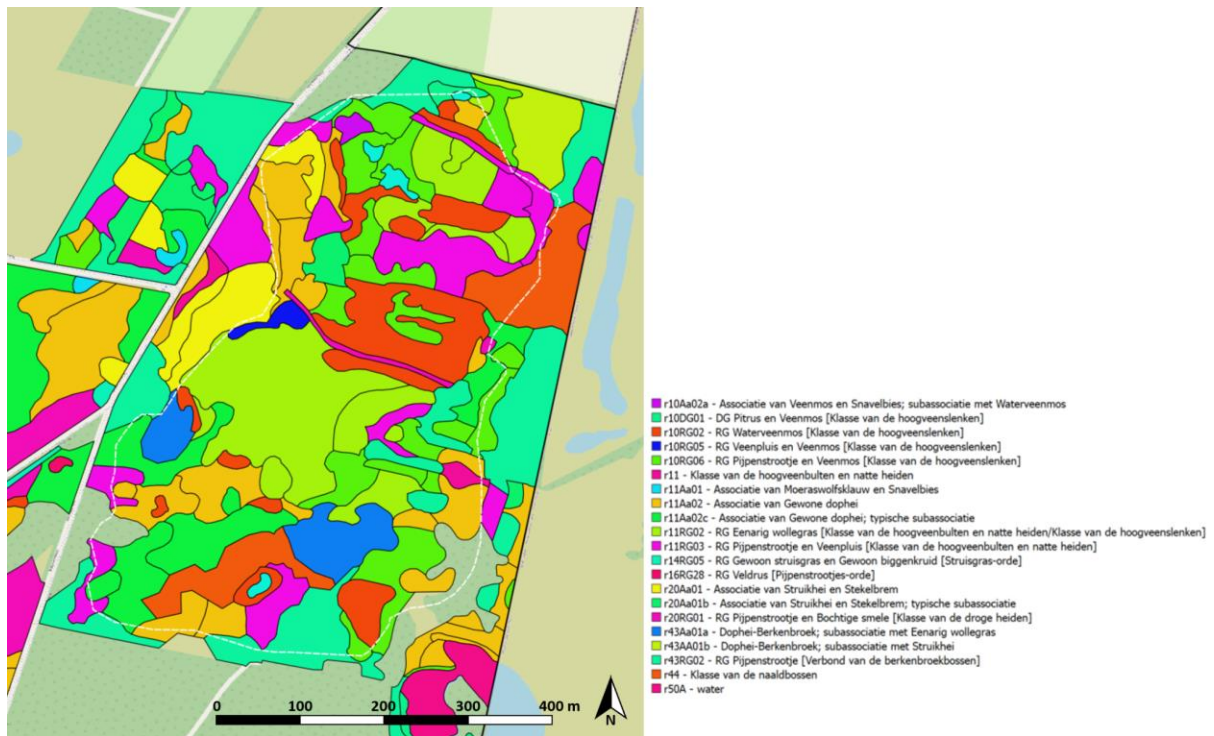 r10Aa02a - Associatie van Veenmos en Snavelbies; subassociatie met Waterveenmos
r10DG01 - DG Pitrus en Veenmos [Klasse van de hoogveenslenken]
r10RG02 - RG Waterveenmos [Klasse van de hoogveenslenken]
r10RG05 - RG Veenpluis en Veenmos [Klasse van de hoogveenslenken]
r10RG06 - RG Pijpenstrootje en Veenmos [Klasse van de hoogveenslenken]
r11 - Klasse van de hoogveenbulten en natte heiden
r11Aa01 - Associatie van Moeraswolfsklauw en Snavelbies
r11Aa02 - Associatie van Gewone dophei
r11Aa02c - Associatie van Gewone dophei; typische subassociatie
r11RG02 - RG Eenarig wollegras [Klasse van de hoogveenbulten en natte heiden/Klasse van de hoogveenslenken]
r11RG03 - RG Pijpenstrootje en Veenpluis [Klasse van de hoogveenbulten en natte heiden]
r14RG05 - RG Gewoon struisgras en Gewoon biggenkruid [Struisgras-orde]
r16RG28 - RG Veldrus [Pijpenstrootjes-orde]
r20Aa01 - Associatie van Struikhei en Stekelbrem
r20Aa01b - Associatie van Struikhei en Stekelbrem; typische subassociatie
r20RG01 - RG Pijpenstrootje en Bochtige smele [Klasse van de droge heiden]
r43Aa01a - Dophei-Berkenbroek; subassociatie met Eenarig wollegras
r43AA01b - Dophei-Berkenbroek; subassociatie met Struikhei
r43RG02 - RG Pijpenstrootje [Verbond van de berkenbroekbossen]
r44 - Klasse van de naaldbossen
r50A - water
0 100 200 300 400 m
N